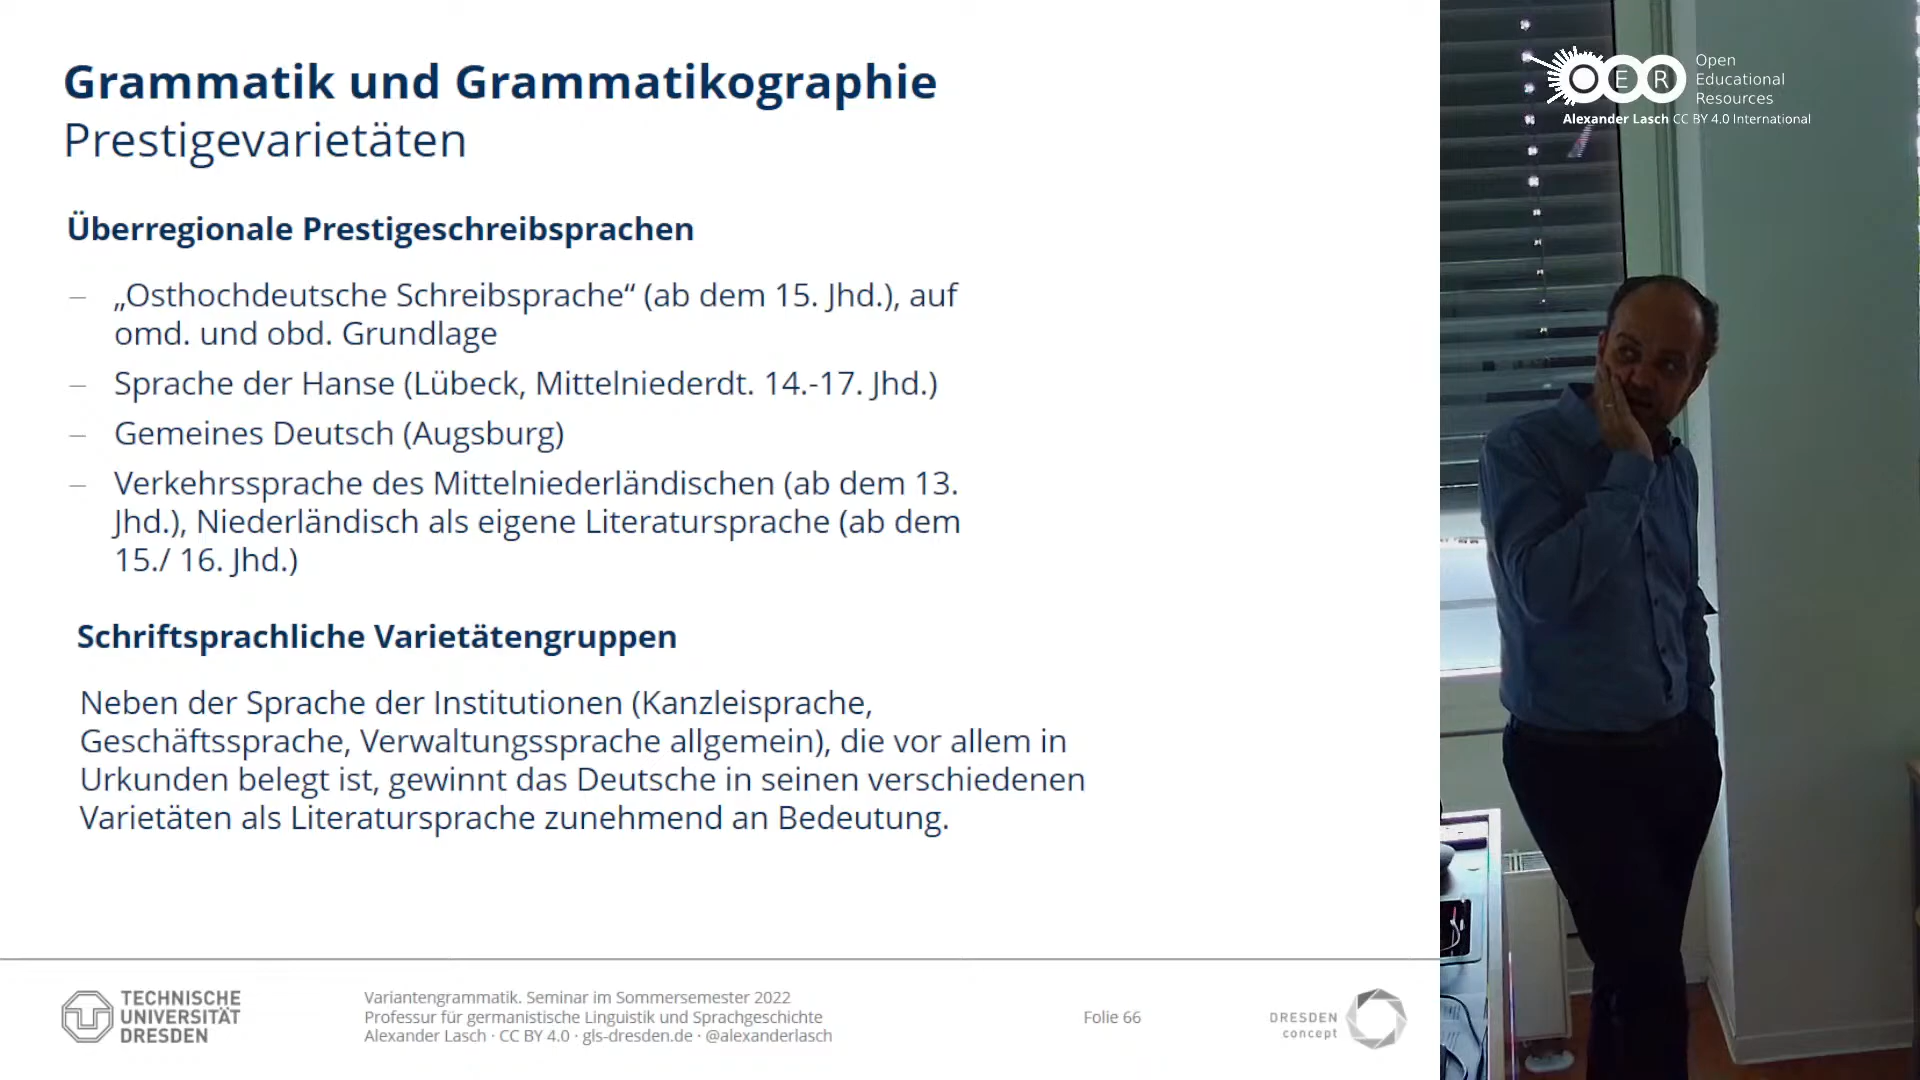 Grammatik und Grammatikographie
Prestigevarietäten
Überregionale Prestigeschreibsprachen
– „Osthochdeutsche Schreibsprache“ (ab dem 15. Jhd.), auf
omd. und obd. Grundlage
– Sprache der Hanse (Lübeck, Mittelniederdt. 14.-17. Jhd.)
– Gemeines Deutsch (Augsburg)
– Verkehrssprache des Mittelniederländischen (ab dem 13.
Jhd.), Niederländisch als eigene Literatursprache (ab dem
15./ 16. Jhd.)
Schriftsprachliche Varietätengruppen
Neben der Sprache der Institutionen (Kanzleisprache,
Geschäftssprache, Verwaltungssprache allgemein), die vor allem in
Urkunden belegt ist, gewinnt das Deutsche in seinen verschiedenen
Varietäten als Literatursprache zunehmend an Bedeutung.
TECHNISCHE
UNIVERSITÄT
DRESDEN
Variantengrammatik. Seminar im Sommersemester 2022
Professur für germanistische Linguistik und Sprachgeschichte
Alexander Lasch · CC BY 4.0 · gls-dresden.de · @alexanderlasch
Folie 66
DRESDEN
concept
OER
Open
Educational
Resources
Alexander Lasch CC BY 4.0 International